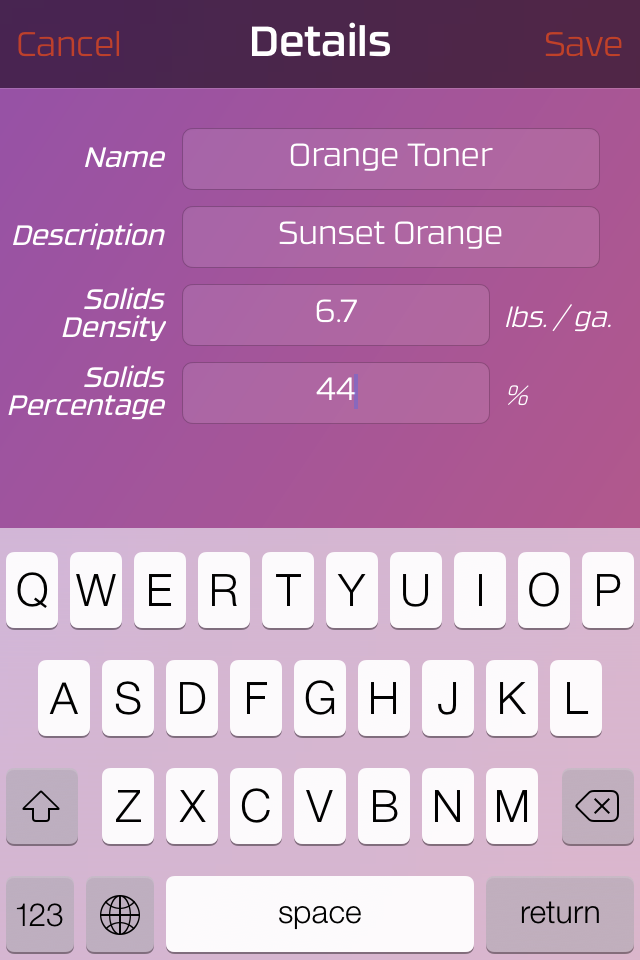 Cancel Details Save
Name Orange Toner
Description Sunset Orange
Solids
Density 6.7 lbs. / ga.
Solids
Percentage 44 %
Q W E R T Y U I O P
A S D F G H J K L
Z X C V B N M
123 space return